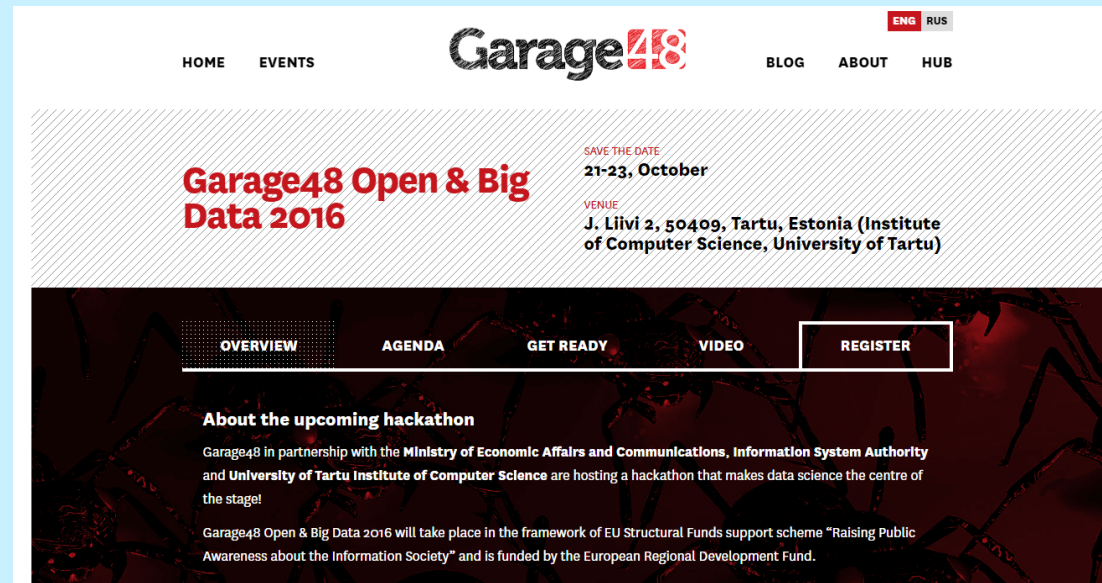 ENG RUS
HOME EVENTS Garage48 BLOG ABOUT HUB
Garage48 Open & Big
Data 2016
SAVE THE DATE
21-23, October
VENUE
J. Liivi 2, 50409, Tartu, Estonia (Institute
of Computer Science, University of Tartu)
OVERVIEW AGENDA GET READY VIDEO REGISTER
About the upcoming hackathon
Garage48 in partnership with the Ministry of Economic Affairs and Communications, Information System Authority
and University of Tartu Institute of Computer Science are hosting a hackathon that makes data science the centre of
the stage!
Garage48 Open & Big Data 2016 will take place in the framework of EU Structural Funds support scheme “Raising Public
Awareness about the Information Society” and is funded by the European Regional Development Fund.